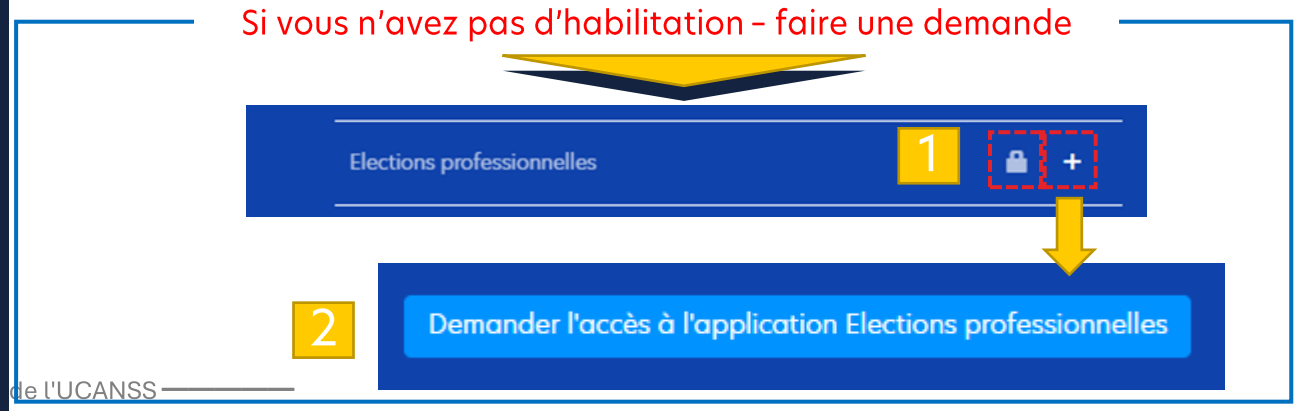 Si vous n'avez pas d'habilitation – faire une demande
Elections professionnelles
1
+
2
Demander l'accès à l'application Elections professionnelles
de l'UCANSS